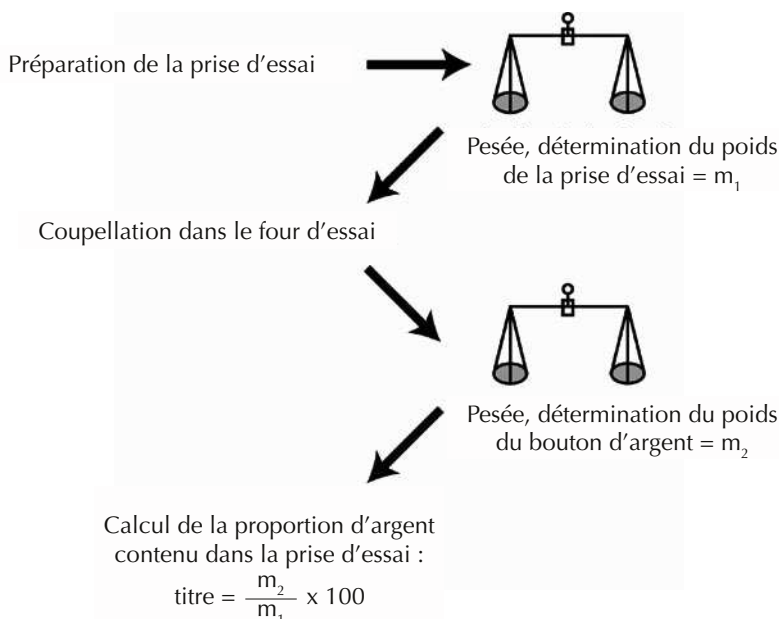 Préparation de la prise d'essai
Pesée, détermination du poids
de la prise d'essai = m₁
Coupellation dans le four d'essai
Pesée, détermination du poids
du bouton d'argent = m₂
Calcul de la proportion d'argent
contenu dans la prise d'essai :
titre = m₂ / m₁ x 100